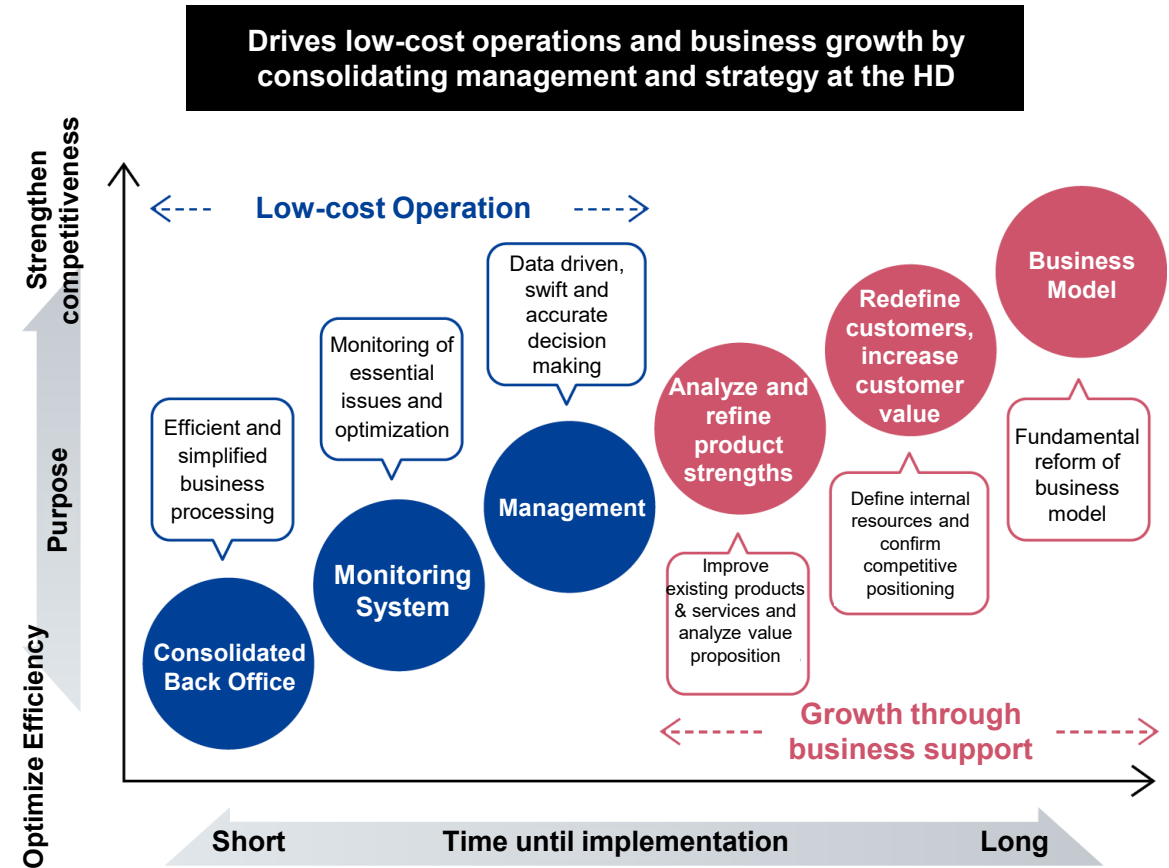 Drives low-cost operations and business growth by
consolidating management and strategy at the HD
Strengthen
competitiveness
Purpose
Optimize Efficiency
Low-cost Operation
Efficient and
simplified
business
processing
Consolidated
Back Office
Monitoring of
essential
issues and
optimization
Monitoring
System
Data driven,
swift and
accurate
decision
making
Management
Analyze and
refine
product
strengths
Improve
existing products
& services and
analyze value
proposition
Redefine
customers,
increase
customer
value
Define internal
resources and
confirm
competitive
positioning
Business
Model
Fundamental
reform of
business
model
Growth through
business support
Short
Time until implementation
Long